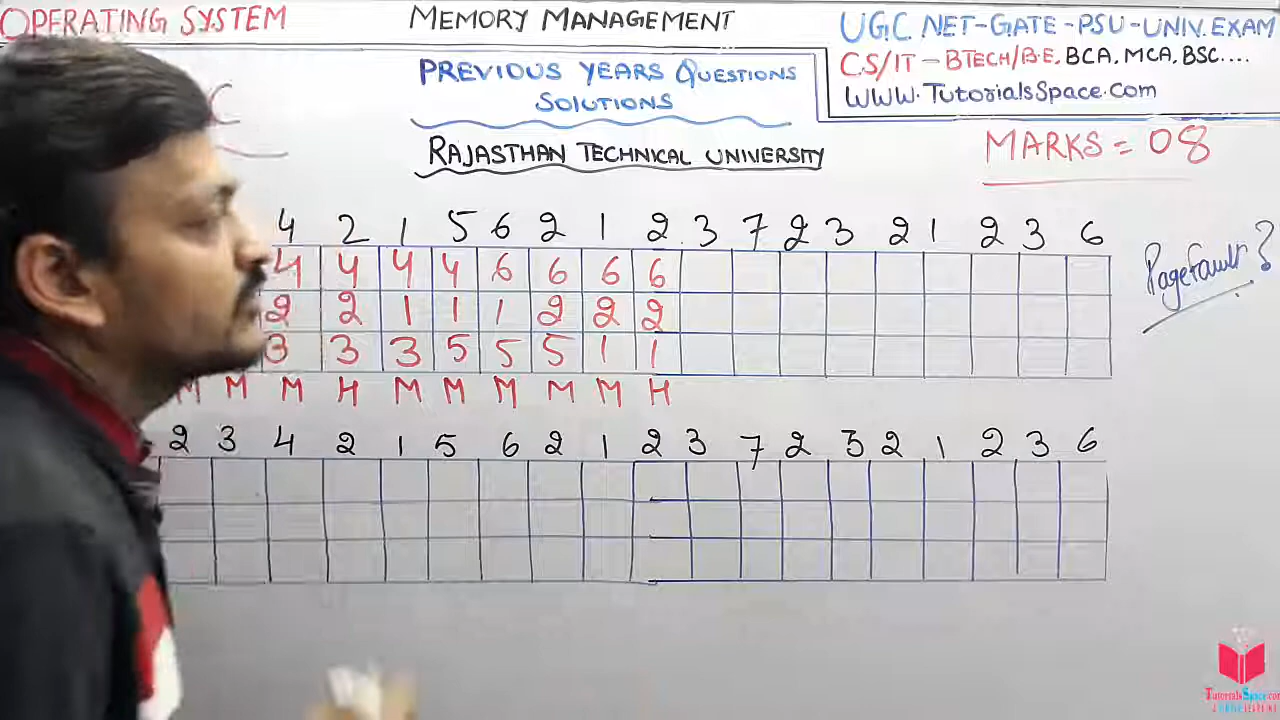 OPERATING SYSTEM
MEMORY MANAGEMENT
UGC NET-GATE-PSU-UNIV.EXAM
CS/IT - BTECH/B.E, BCA, MCA, BSC....
WWW.TutorialsSpace.com
PREVIOUS YEARS QUESTIONS
SOLUTIONS
RAJASTHAN TECHNICAL UNIVERSITY
MARKS = 08
4 2 1 5 6 2 1 2 3 7 2 3 2 1 2 3 6
4 4 4 4 6 6 6 6
2 2 1 1 1 2 2 2
3 3 3 5 5 5 1 1
M M M H M M M M M H
Pagefault?
2 3 4 2 1 5 6 2 1 2 3 7 2 3 2 1 2 3 6
TutorialsSpace.com